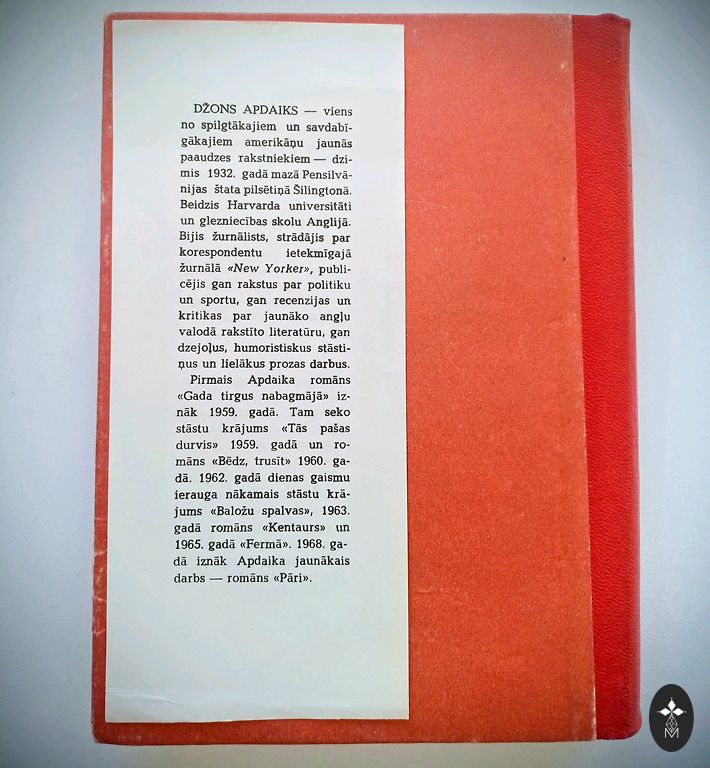 DŽONS APDAIKS — viens
no spilgtākajiem un savdabī-
gākajiem amerikāņu jaunās
paaudzes rakstniekiem — dzi-
mis 1932. gadā mazā Pensilvā-
nijas štata pilsētiņā Šilingtonā.
Beidzis Harvarda universitāti
un glezniecības skolu Anglijā.
Bijis žurnālists, strādājis par
korespondentu ietekmīgajā
žurnālā «New Yorker», publi-
cējis gan rakstus par politiku
un sportu, gan recenzijas un
kritikas par jaunāko angļu
valodā rakstīto literatūru, gan
dzejoļus, humoristiskus stāsti-
ņus un lielākus prozas darbus.
Pirmais Apdaika romāns
«Gada tirgus nabagmājā» iz-
nāk 1959. gadā. Tam seko
stāstu krājums «Tās pašas
durvis» 1959. gadā un ro-
māns «Bēdz, trusīt» 1960. ga-
dā. 1962. gadā dienas gaismu
ierauga nākamais stāstu krā-
jums «Baložu spalvas», 1963.
gadā romāns «Kentaurs» un
1965. gadā «Fermā». 1968. ga-
dā iznāk Apdaika jaunākais
darbs — romāns «Pāri».
M